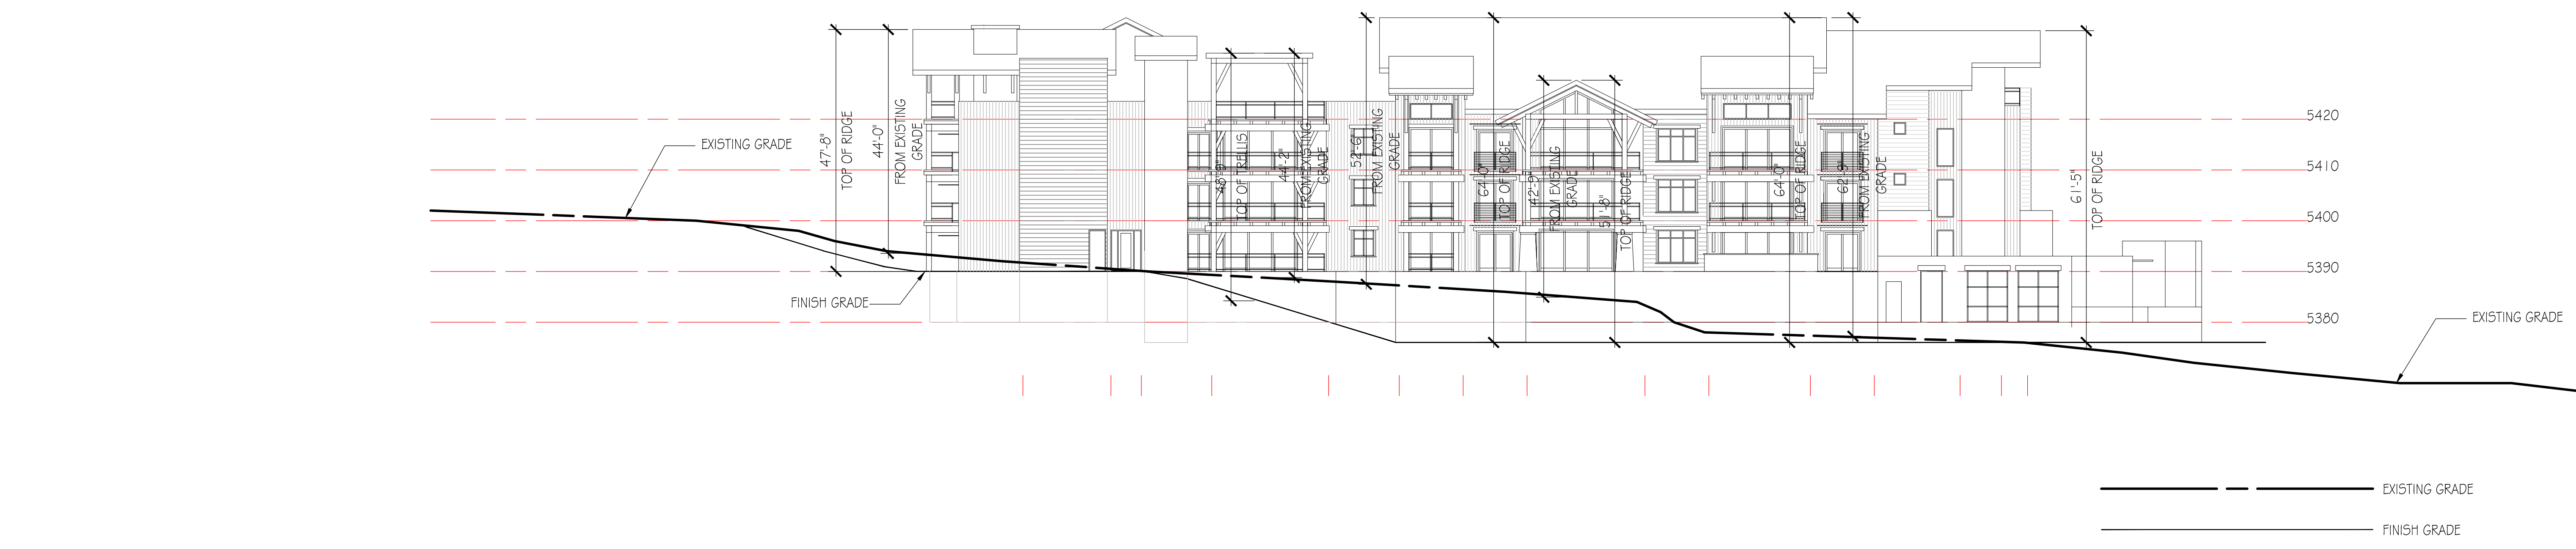 EXISTING GRADE
FINISH GRADE
47'-8"
TOP OF RIDGE
44'-0"
FROM EXISTING
GRADE
48'-9"
TOP OF TRELLIS
44'-2"
FROM EXISTING
GRADE
52'-6"
FROM EXISTING
GRADE
64'-0"
TOP OF RIDGE
42'-9"
FROM EXISTING
GRADE
51'-8"
TOP OF RIDGE
64'-0"
TOP OF RIDGE
62'-9"
FROM EXISTING
GRADE
61'-5"
TOP OF RIDGE
5420
5410
5400
5390
5380
EXISTING GRADE
EXISTING GRADE
FINISH GRADE